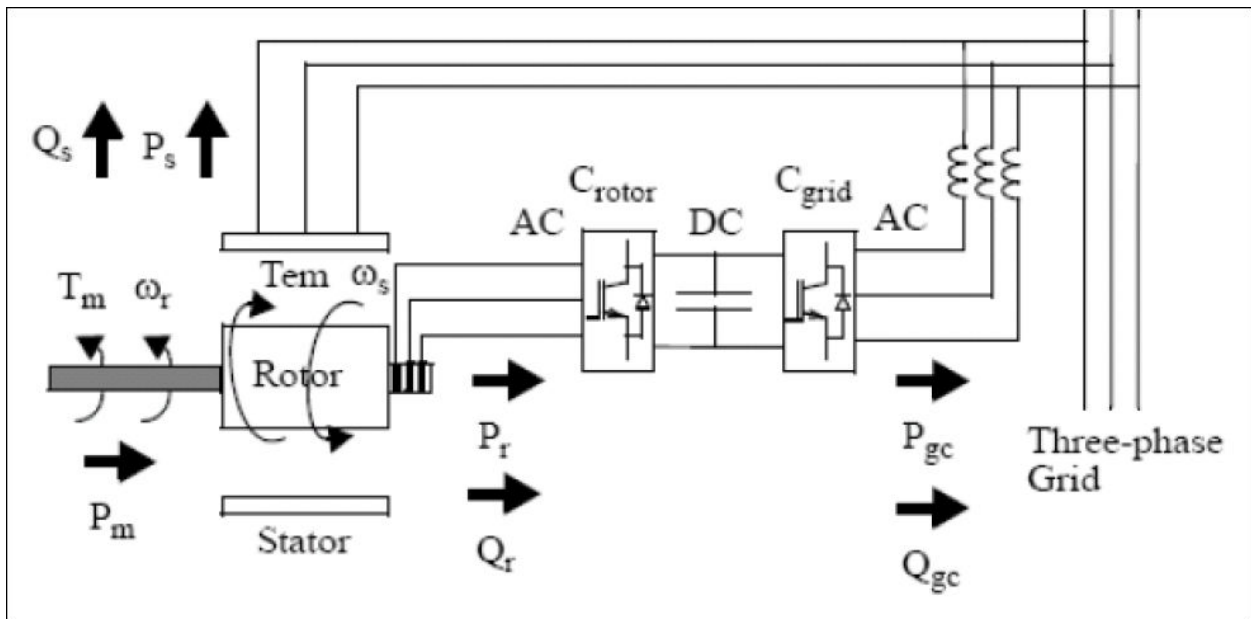 Qs
Ps
Crotor
Cgrid
AC
DC
AC
Tm
ωr
Tem
ωs
Rotor
Pr
Pgc
Three-phase
Grid
Pm
Stator
Qr
Qgc